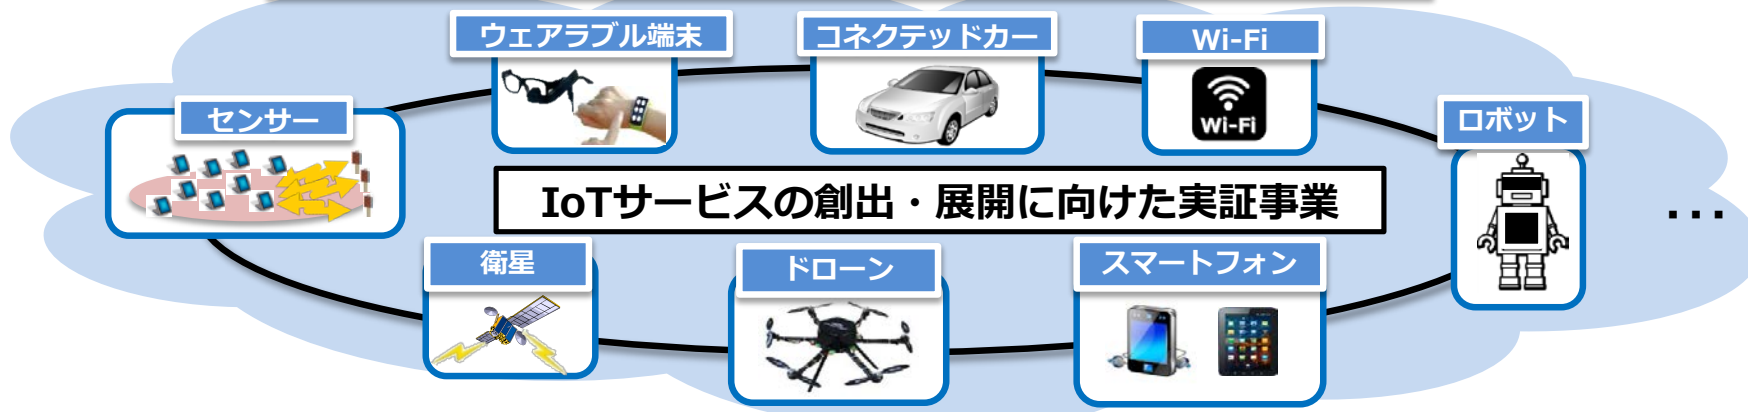 ウェアラブル端末
コネクテッドカー
Wi-Fi
Wi-Fi
センサー
ロボット
IoTサービスの創出・展開に向けた実証事業
…
衛星
ドローン
スマートフォン